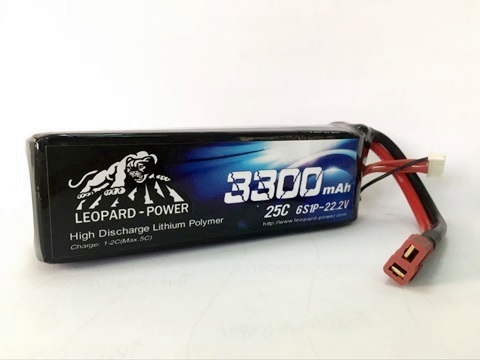 LEOPARD-POWER
High Discharge Lithium Polymer
Charge: 1-2C(Max.5C)
3300mAh
25C 6S1P-22.2V
http://www.leopard-power.com